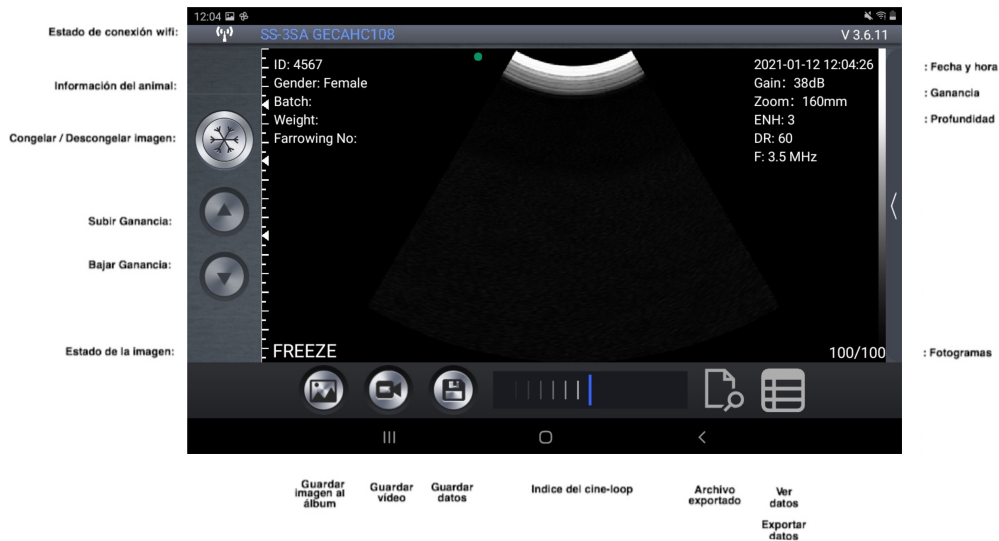 12:04
Estado de conexión wifi:
SS-3SA GECAHC108
V 3.6.11
ID: 4567
2021-01-12 12:04:26
: Fecha y hora
Información del animal:
Gender: Female
Gain: 38dB
: Ganancia
Batch:
Zoom: 160mm
: Profundidad
Weight:
ENH: 3
Congelar / Descongelar imagen:
Farrowing No:
DR: 60
F: 3.5 MHz
Subir Ganancia:
Bajar Ganancia:
Estado de la imagen:
FREEZE
100/100
: Fotogramas
Guardar
imagen al
álbum
Guardar
vídeo
Guardar
datos
Indice del cine-loop
Archivo
exportado
Ver
datos
Exportar
datos